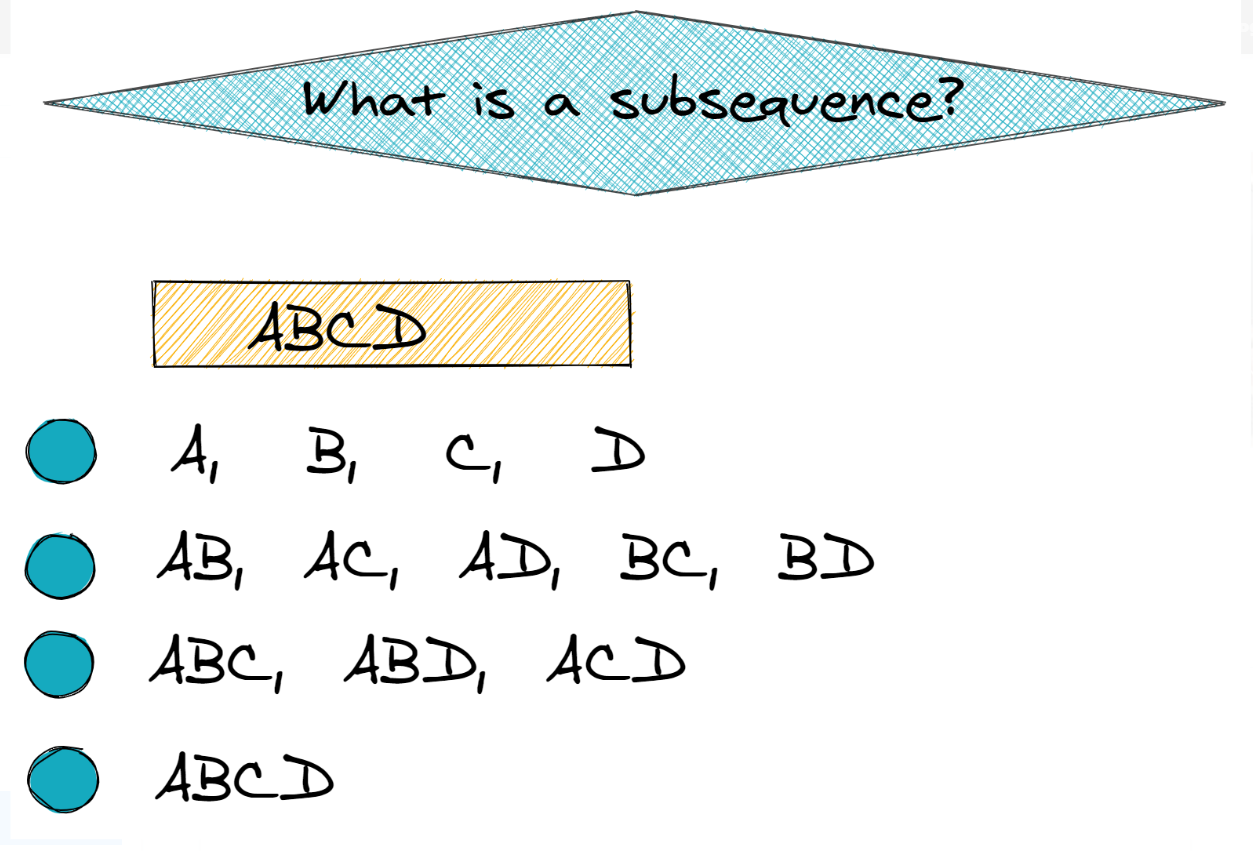 What is a subsequence?
ABCD
A, B, C, D
AB, AC, AD, BC, BD
ABC, ABD, ACD
ABCD